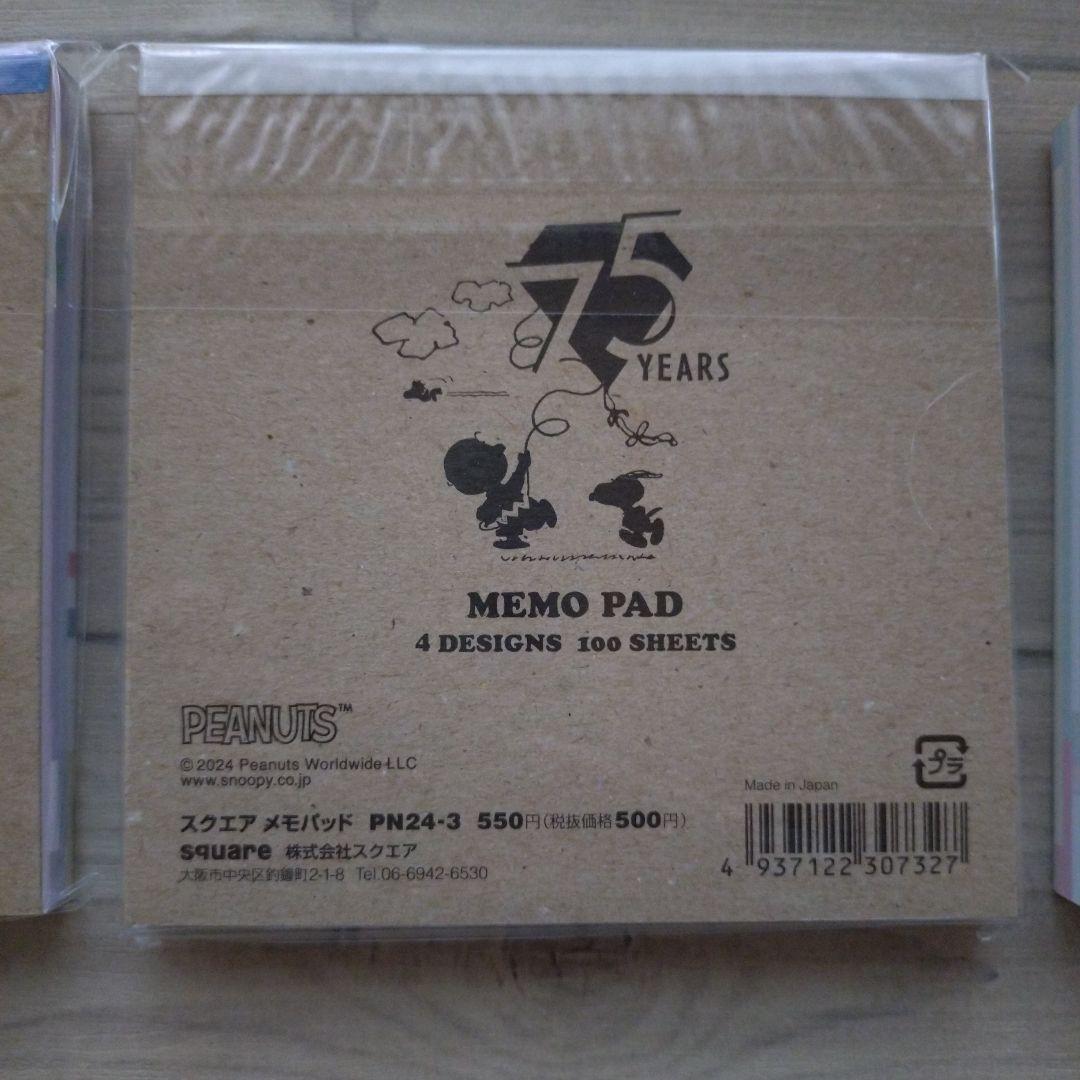 75
YEARS
MEMO PAD
4 DESIGNS 100 SHEETS
PEANUTS™
© 2024 Peanuts Worldwide LLC
www.snoopy.co.jp
プラ
Made in Japan
スクエア メモパッド PN24-3 550円(税抜価格500円)
square 株式会社スクエア
大阪市中央区釣鐘町2-1-8 Tel.06-6942-6530
4 937122 307327